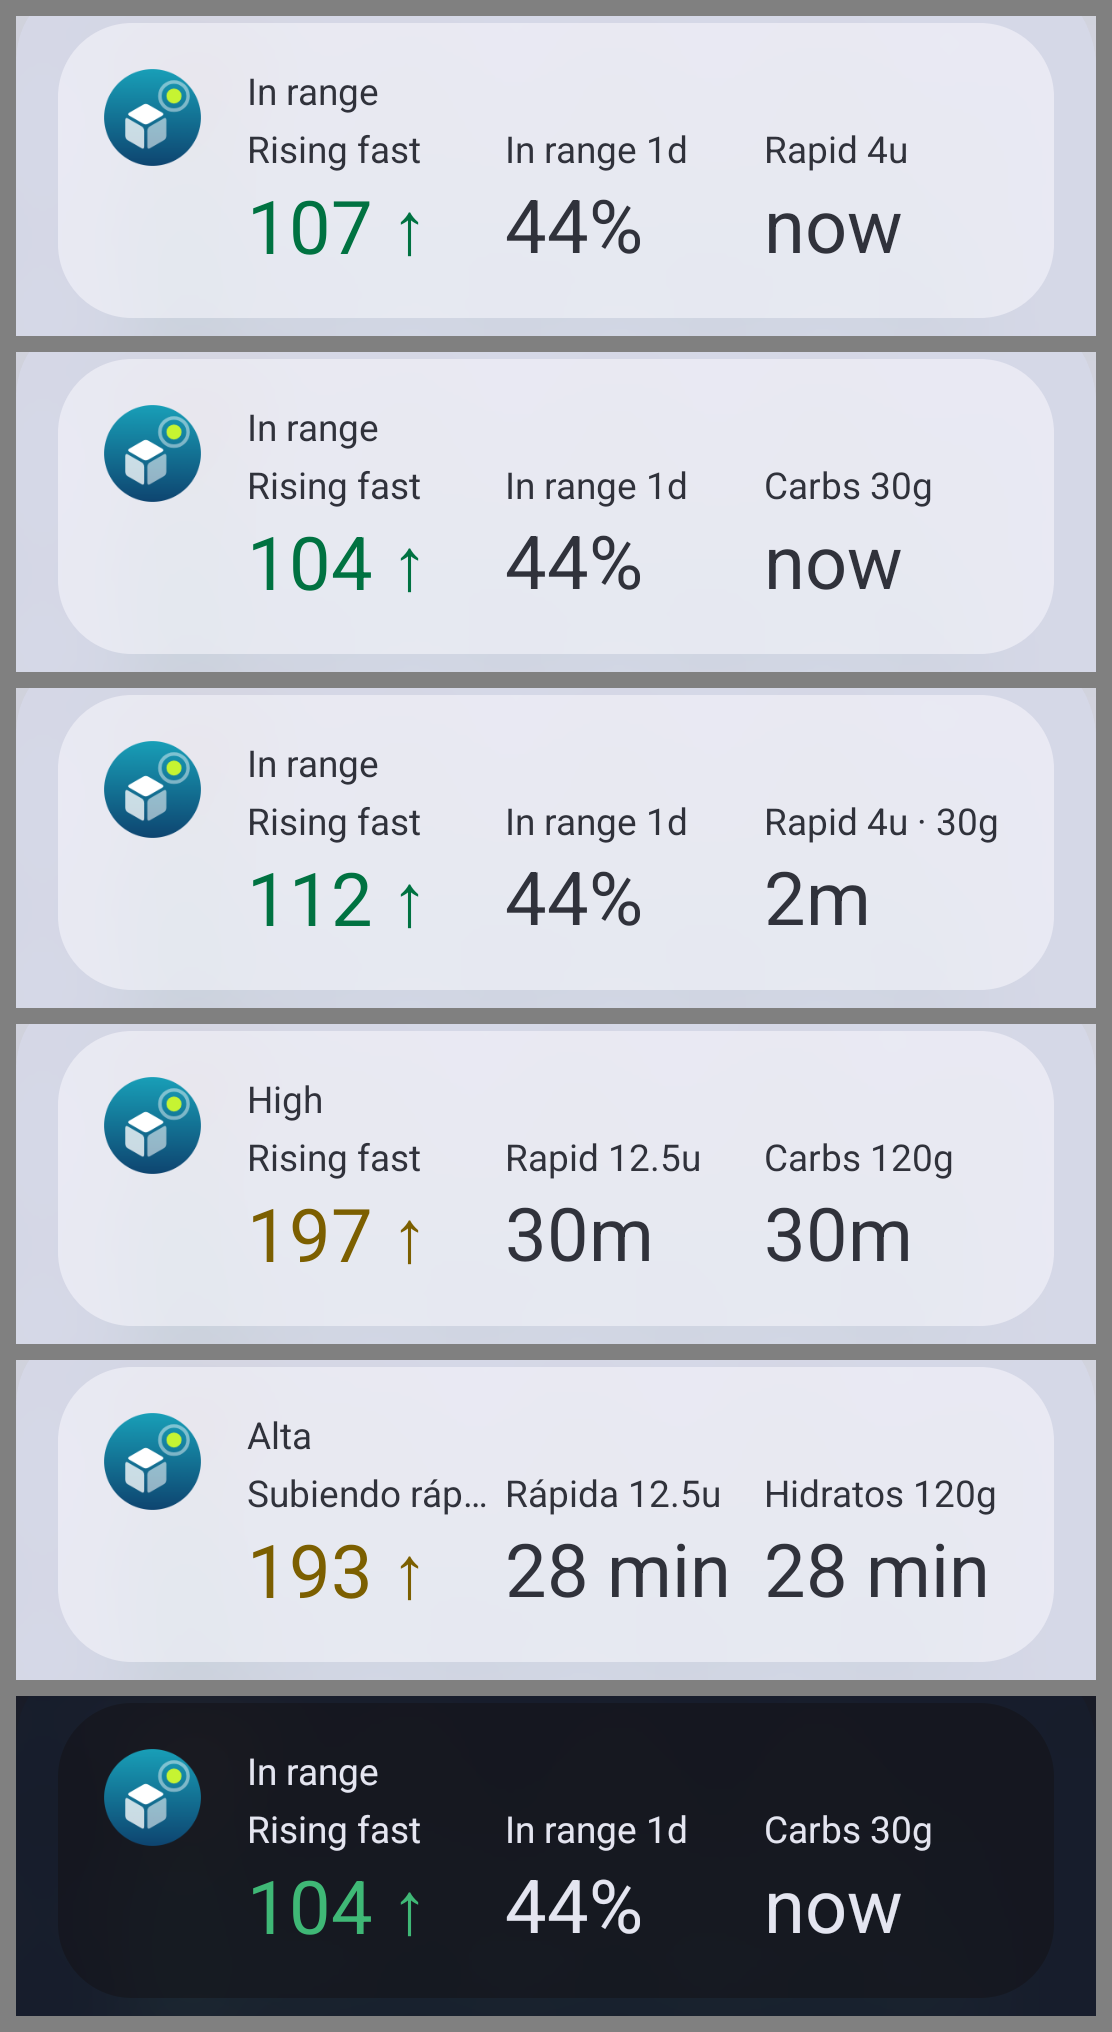 In range
Rising fast In range 1d Rapid 4u
107 ↑ 44% now
In range
Rising fast In range 1d Carbs 30g
104 ↑ 44% now
In range
Rising fast In range 1d Rapid 4u · 30g
112 ↑ 44% 2m
High
Rising fast Rapid 12.5u Carbs 120g
197 ↑ 30m 30m
Alta
Subiendo ráp… Rápida 12.5u Hidratos 120g
193 ↑ 28 min 28 min
In range
Rising fast In range 1d Carbs 30g
104 ↑ 44% now